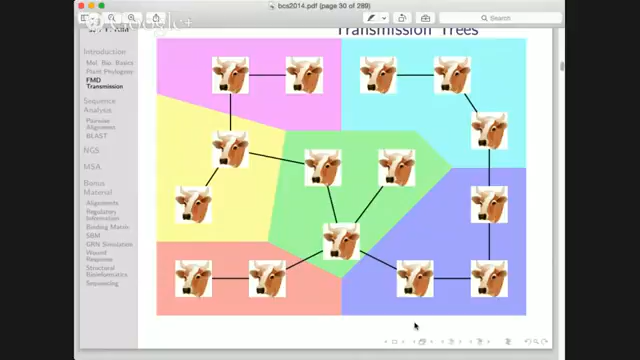 bcs2014.pdf (page 30 of 289)
Search
Google+
Transmission Trees
Introduction
Mol. Bio. Basics
Plant Phylogeny
FMD
Transmission
Sequence
Analysis
Pairwise
Alignment
BLAST
NGS
MSA
Bonus
Material
Alignments
Regulatory
Information
Binding Matrix
SBM
GRN Simulation
Wound
Response
Structural
Bioinformatics
Sequencing